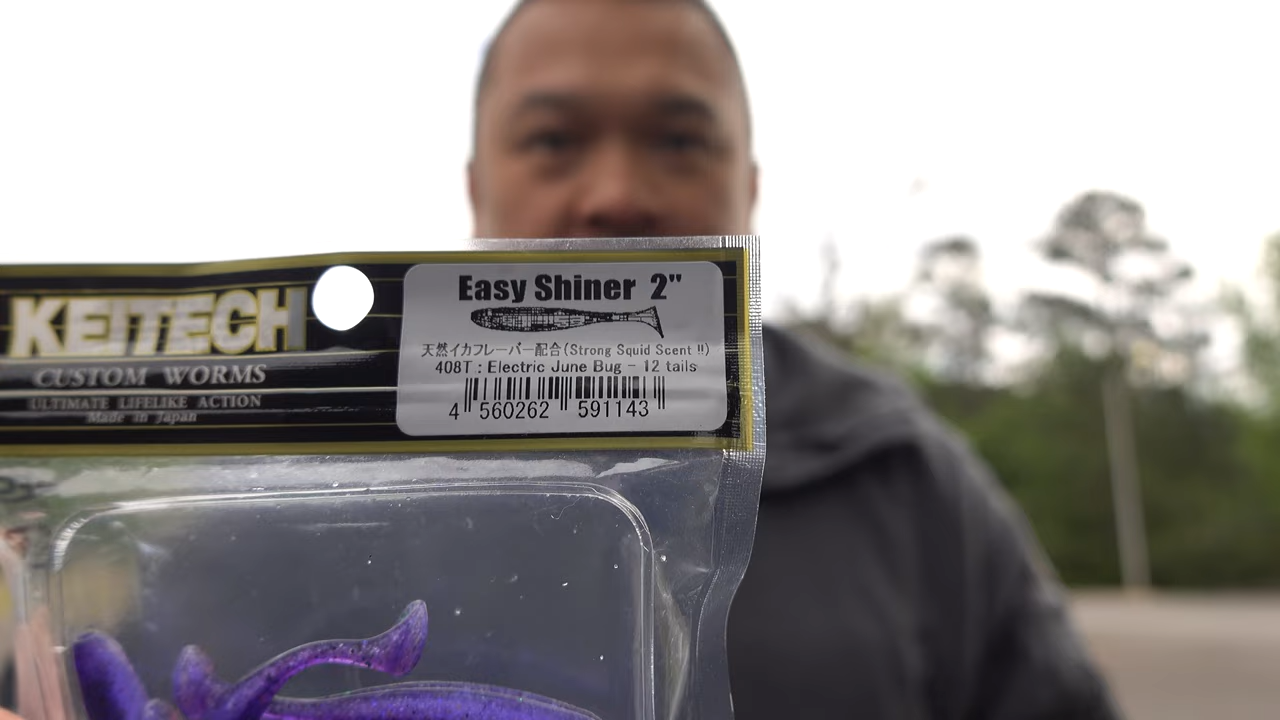 KEITECH
CUSTOM WORMS
ULTIMATE LIFELIKE ACTION
Made in Japan
Easy Shiner 2"
天然イカフレーバー配合(Strong Squid Scent !!)
408T : Electric June Bug - 12 tails
4 560262 591143